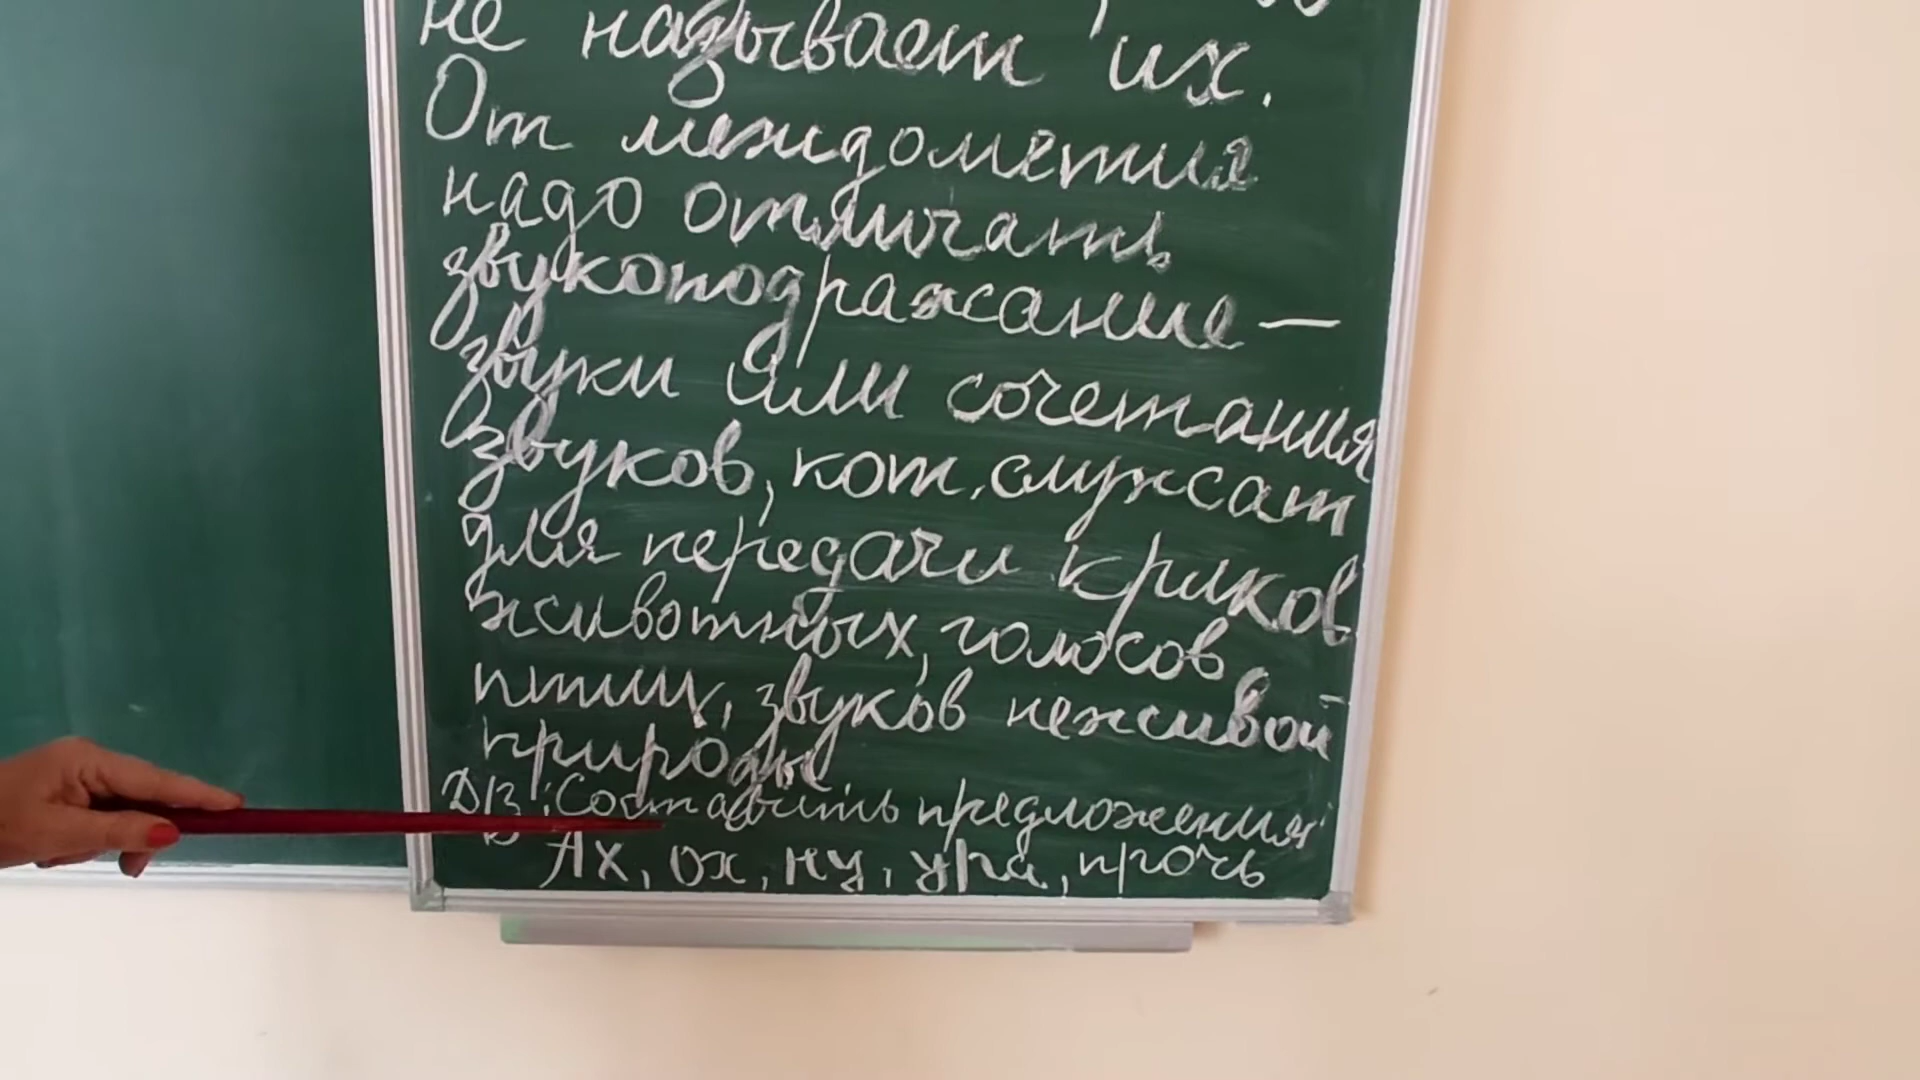 не называет их.
От междометия
надо отличать
звукоподражание —
звуки или сочетания
звуков, кот. служат
для передачи криков
животных, голосов
птиц, звуков неживой
природы
Д/З: Составить предложения
Ах, ох, ну, ура, прочь